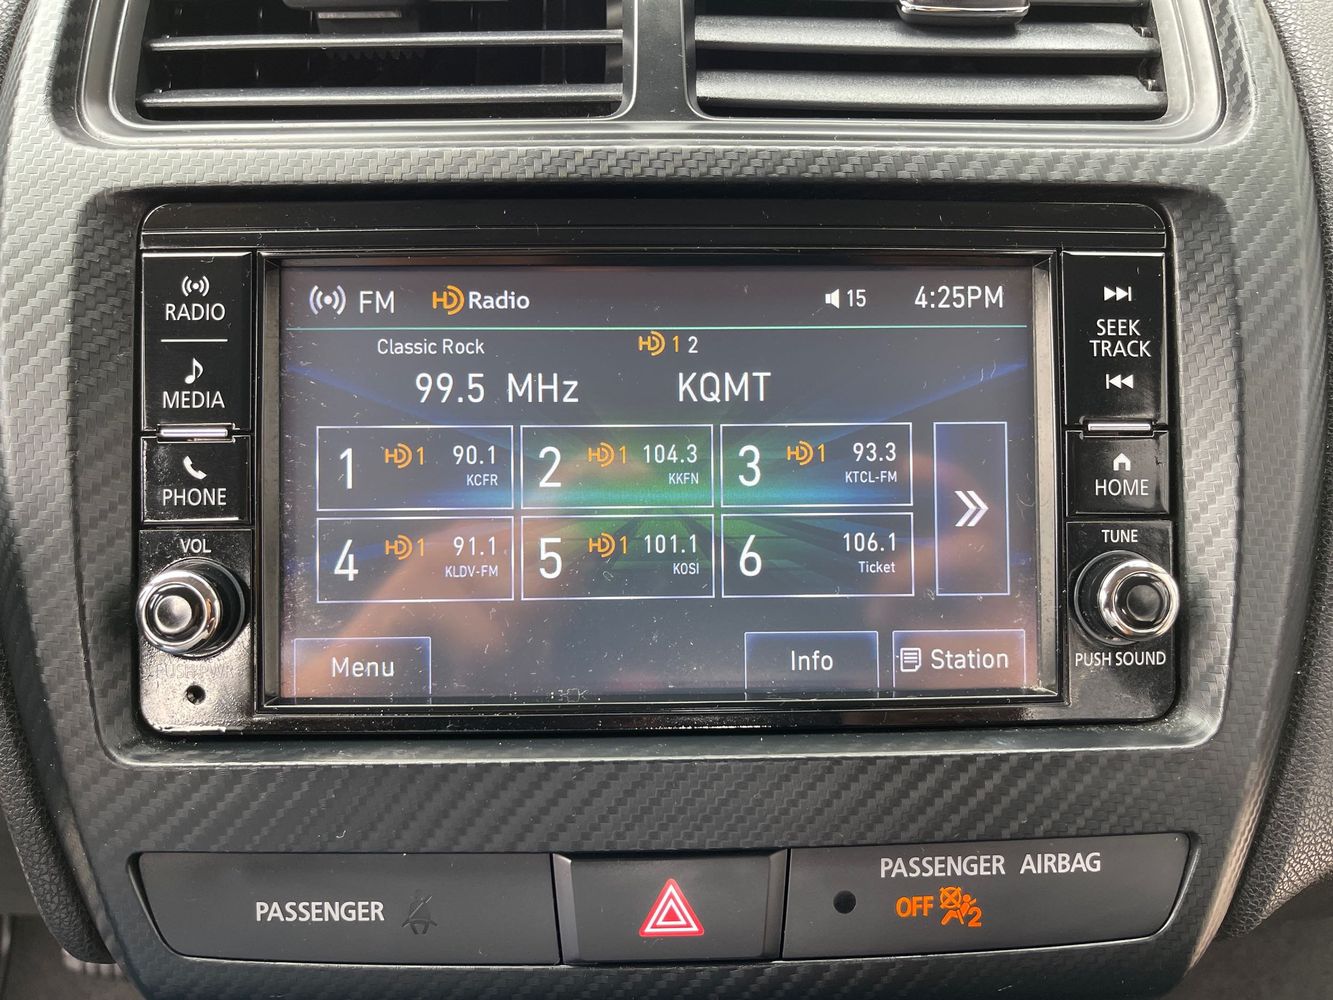 RADIO
MEDIA
PHONE
VOL
FM HD Radio 15 4:25PM
Classic Rock HD 1 2
99.5 MHz KQMT
1 HD 1 90.1
KCFR
2 HD 1 104.3
KKFN
3 HD 1 93.3
KTCL-FM
4 HD 1 91.1
KLDV-FM
5 HD 1 101.1
KOSI
6 106.1
Ticket
Menu Info Station
SEEK
TRACK
HOME
TUNE
PUSH SOUND
PASSENGER
PASSENGER AIRBAG
OFF 2